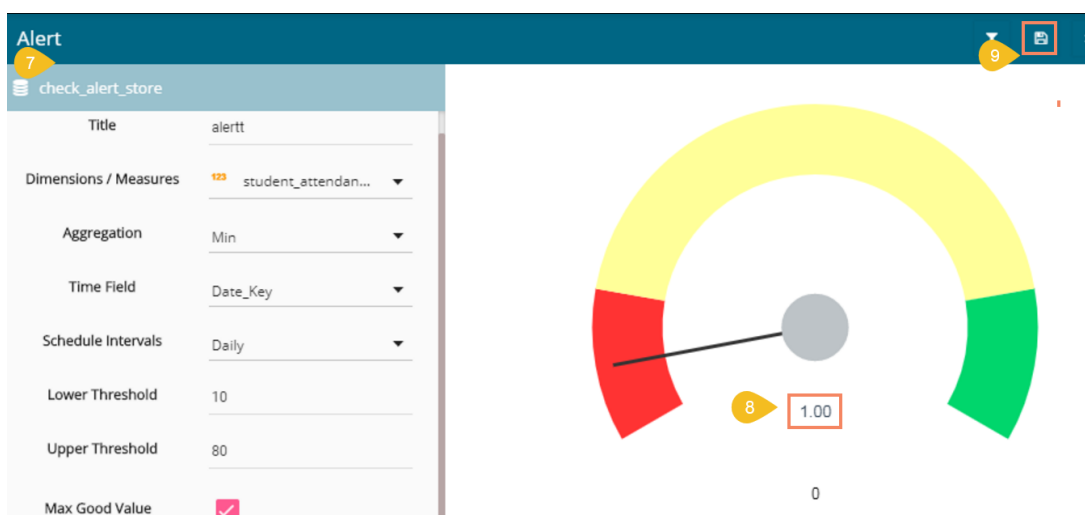 Alert
7
9
check_alert_store
Title alertt
Dimensions / Measures 123 student_attendan...
Aggregation Min
Time Field Date_Key
Schedule Intervals Daily
Lower Threshold 10
8
1.00
Upper Threshold 80
0
Max Good Value